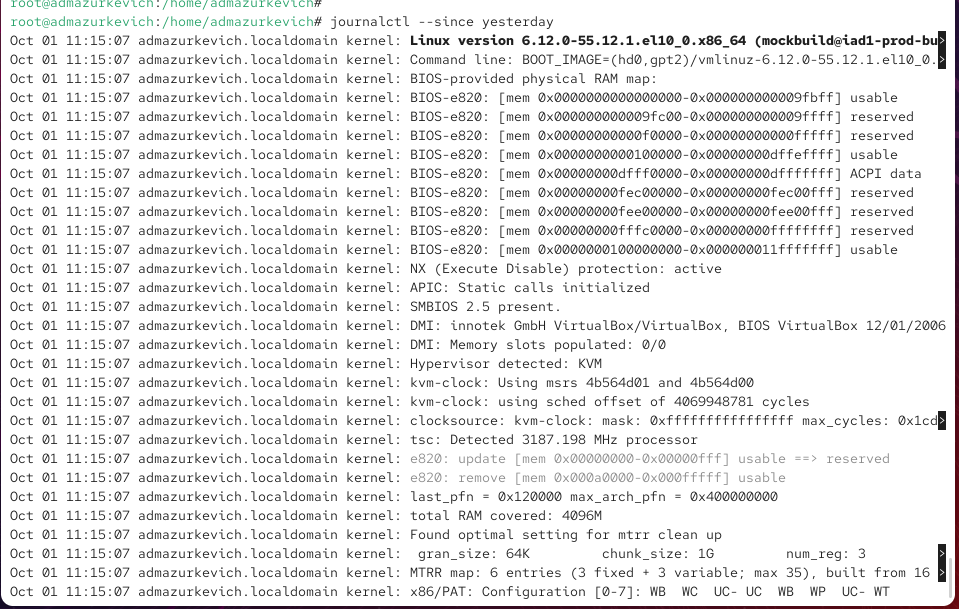 root@admazurkevich:/home/admazurkevich#
root@admazurkevich:/home/admazurkevich# journalctl --since yesterday
Oct 01 11:15:07 admazurkevich.localdomain kernel: Linux version 6.12.0-55.12.1.el10_0.x86_64 (mockbuild@iad1-prod-bu>
Oct 01 11:15:07 admazurkevich.localdomain kernel: Command line: BOOT_IMAGE=(hd0,gpt2)/vmlinuz-6.12.0-55.12.1.el10_0.>
Oct 01 11:15:07 admazurkevich.localdomain kernel: BIOS-provided physical RAM map:
Oct 01 11:15:07 admazurkevich.localdomain kernel: BIOS-e820: [mem 0x0000000000000000-0x000000000009fbff] usable
Oct 01 11:15:07 admazurkevich.localdomain kernel: BIOS-e820: [mem 0x000000000009fc00-0x000000000009ffff] reserved
Oct 01 11:15:07 admazurkevich.localdomain kernel: BIOS-e820: [mem 0x00000000000f0000-0x00000000000fffff] reserved
Oct 01 11:15:07 admazurkevich.localdomain kernel: BIOS-e820: [mem 0x0000000000100000-0x00000000dffeffff] usable
Oct 01 11:15:07 admazurkevich.localdomain kernel: BIOS-e820: [mem 0x00000000dfff0000-0x00000000dfffffff] ACPI data
Oct 01 11:15:07 admazurkevich.localdomain kernel: BIOS-e820: [mem 0x00000000fec00000-0x00000000fec00fff] reserved
Oct 01 11:15:07 admazurkevich.localdomain kernel: BIOS-e820: [mem 0x00000000fee00000-0x00000000fee00fff] reserved
Oct 01 11:15:07 admazurkevich.localdomain kernel: BIOS-e820: [mem 0x00000000fffc0000-0x00000000ffffffff] reserved
Oct 01 11:15:07 admazurkevich.localdomain kernel: BIOS-e820: [mem 0x0000000100000000-0x000000011fffffff] usable
Oct 01 11:15:07 admazurkevich.localdomain kernel: NX (Execute Disable) protection: active
Oct 01 11:15:07 admazurkevich.localdomain kernel: APIC: Static calls initialized
Oct 01 11:15:07 admazurkevich.localdomain kernel: SMBIOS 2.5 present.
Oct 01 11:15:07 admazurkevich.localdomain kernel: DMI: innotek GmbH VirtualBox/VirtualBox, BIOS VirtualBox 12/01/2006
Oct 01 11:15:07 admazurkevich.localdomain kernel: DMI: Memory slots populated: 0/0
Oct 01 11:15:07 admazurkevich.localdomain kernel: Hypervisor detected: KVM
Oct 01 11:15:07 admazurkevich.localdomain kernel: kvm-clock: Using msrs 4b564d01 and 4b564d00
Oct 01 11:15:07 admazurkevich.localdomain kernel: kvm-clock: using sched offset of 4069948781 cycles
Oct 01 11:15:07 admazurkevich.localdomain kernel: clocksource: kvm-clock: mask: 0xffffffffffffffff max_cycles: 0x1cd>
Oct 01 11:15:07 admazurkevich.localdomain kernel: tsc: Detected 3187.198 MHz processor
Oct 01 11:15:07 admazurkevich.localdomain kernel: e820: update [mem 0x00000000-0x00000fff] usable ==> reserved
Oct 01 11:15:07 admazurkevich.localdomain kernel: e820: remove [mem 0x000a0000-0x000fffff] usable
Oct 01 11:15:07 admazurkevich.localdomain kernel: last_pfn = 0x120000 max_arch_pfn = 0x400000000
Oct 01 11:15:07 admazurkevich.localdomain kernel: total RAM covered: 4096M
Oct 01 11:15:07 admazurkevich.localdomain kernel: Found optimal setting for mtrr clean up
Oct 01 11:15:07 admazurkevich.localdomain kernel:  gran_size: 64K         chunk_size: 1G         num_reg: 3         >
Oct 01 11:15:07 admazurkevich.localdomain kernel: MTRR map: 6 entries (3 fixed + 3 variable; max 35), built from 16 >
Oct 01 11:15:07 admazurkevich.localdomain kernel: x86/PAT: Configuration [0-7]: WB  WC  UC- UC  WB  WP  UC- WT